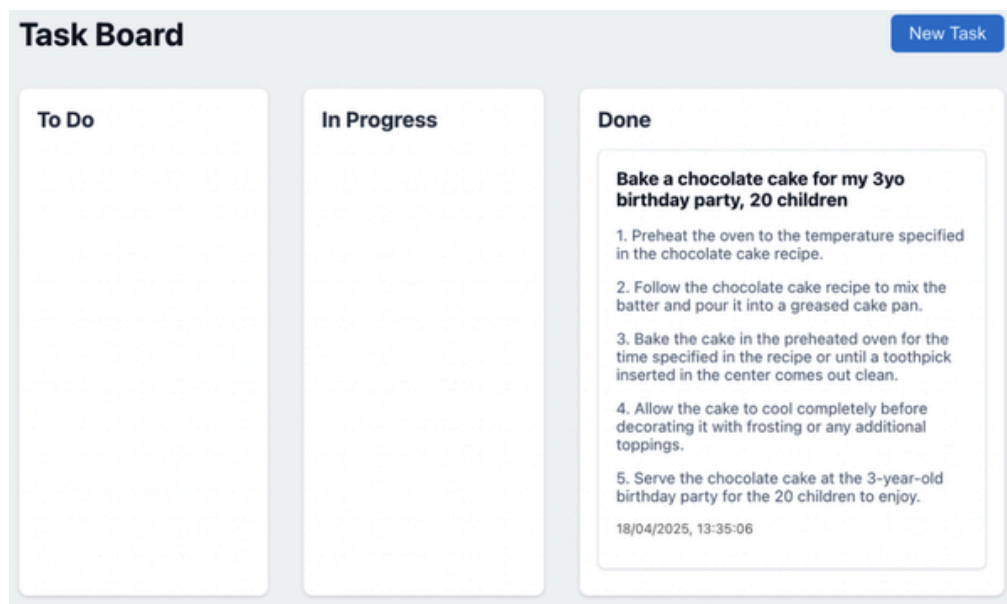 Task Board
New Task
To Do
In Progress
Done
Bake a chocolate cake for my 3yo
birthday party, 20 children
1. Preheat the oven to the temperature specified
in the chocolate cake recipe.
2. Follow the chocolate cake recipe to mix the
batter and pour it into a greased cake pan.
3. Bake the cake in the preheated oven for the
time specified in the recipe or until a toothpick
inserted in the center comes out clean.
4. Allow the cake to cool completely before
decorating it with frosting or any additional
toppings.
5. Serve the chocolate cake at the 3-year-old
birthday party for the 20 children to enjoy.
18/04/2025, 13:35:06